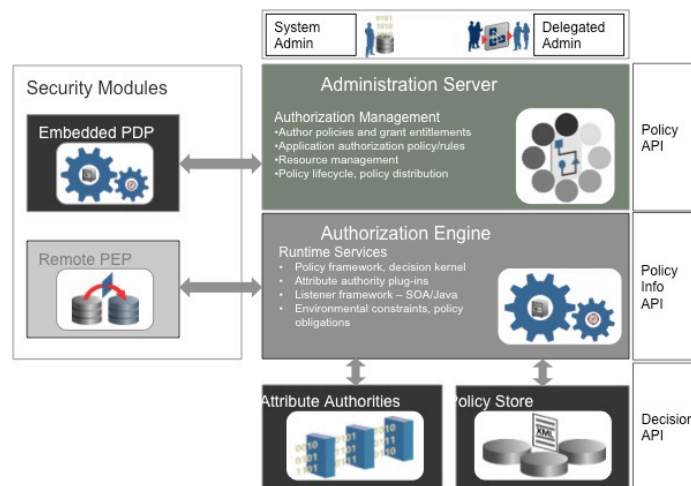 System
Admin
Delegated
Admin
Security Modules
Embedded PDP
Remote PEP
Administration Server
Authorization Management
•Author policies and grant entitlements
•Application authorization policy/rules
•Resource management
•Policy lifecycle, policy distribution
Policy
API
Authorization Engine
Runtime Services
• Policy framework, decision kernel
• Attribute authority plug-ins
• Listener framework – SOA/Java
• Environmental constraints, policy
obligations
Policy
Info
API
Attribute Authorities
Policy Store
XML
Decision
API